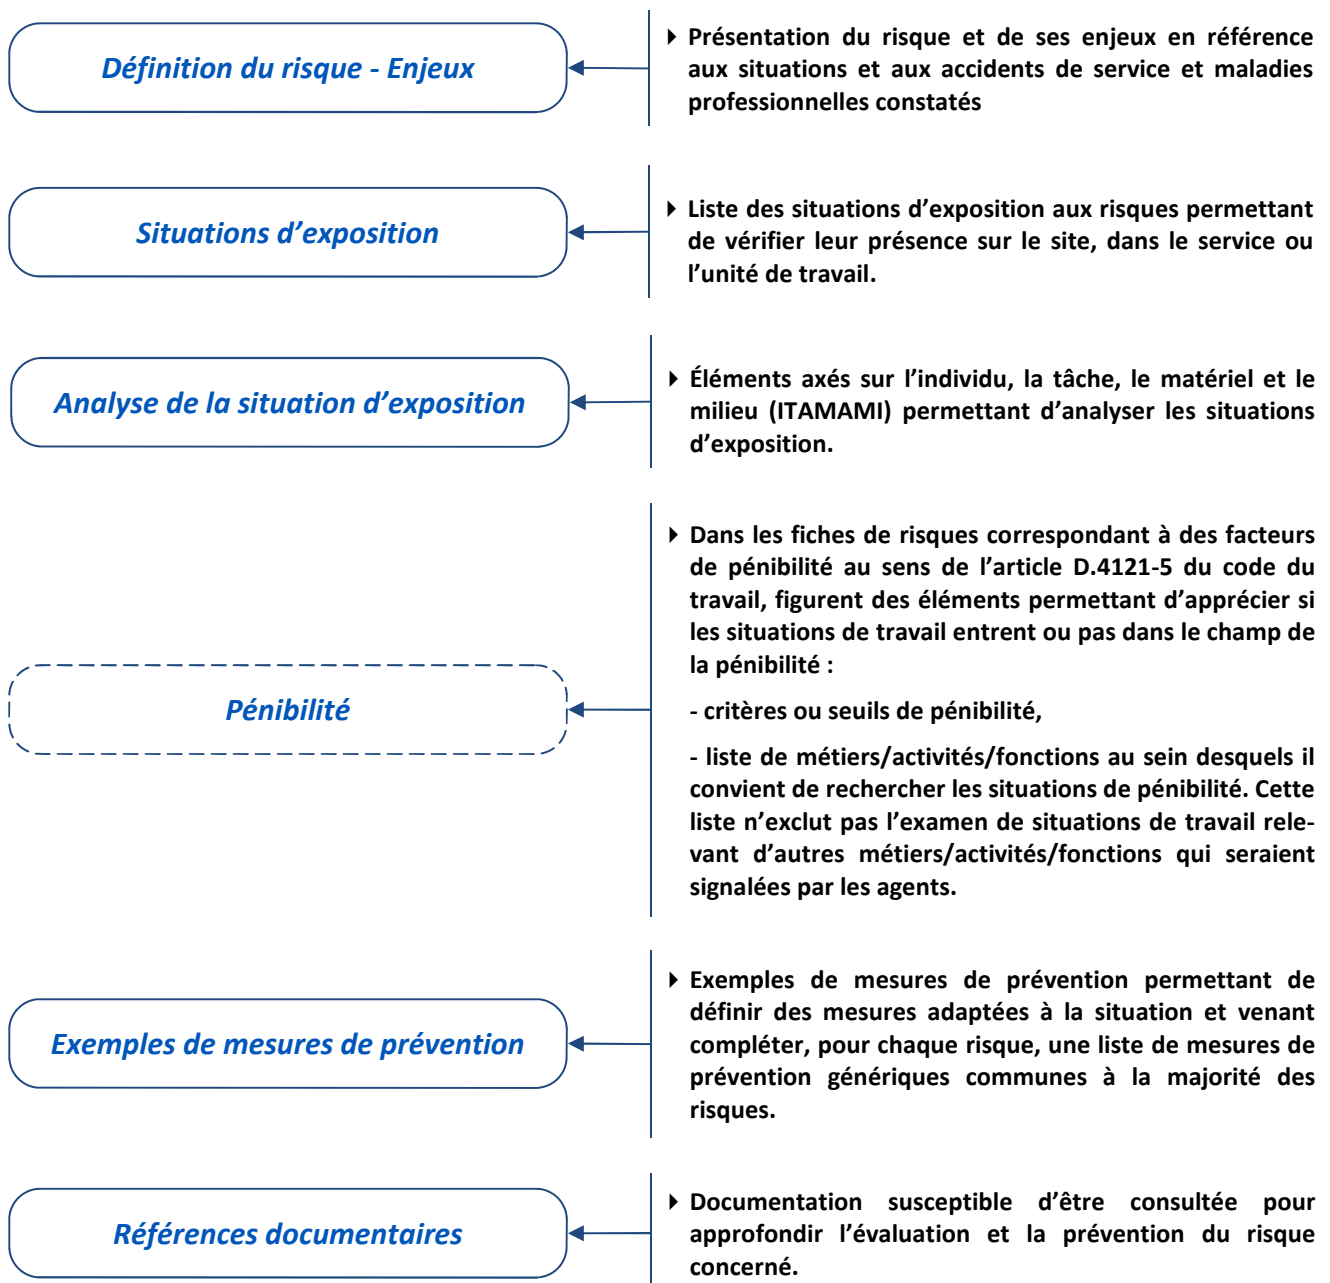 Définition du risque - Enjeux
Présentation du risque et de ses enjeux en référence
aux situations et aux accidents de service et maladies
professionnelles constatés
Situations d’exposition
Liste des situations d’exposition aux risques permettant
de vérifier leur présence sur le site, dans le service ou
l’unité de travail.
Analyse de la situation d’exposition
Éléments axés sur l’individu, la tâche, le matériel et le
milieu (ITAMAMI) permettant d’analyser les situations
d’exposition.
Pénibilité
Dans les fiches de risques correspondant à des facteurs
de pénibilité au sens de l’article D.4121-5 du code du
travail, figurent des éléments permettant d’apprécier si
les situations de travail entrent ou pas dans le champ de
la pénibilité :
- critères ou seuils de pénibilité,
- liste de métiers/activités/fonctions au sein desquels il
convient de rechercher les situations de pénibilité. Cette
liste n’exclut pas l’examen de situations de travail rele-
vant d’autres métiers/activités/fonctions qui seraient
signalées par les agents.
Exemples de mesures de prévention
Exemples de mesures de prévention permettant de
définir des mesures adaptées à la situation et venant
compléter, pour chaque risque, une liste de mesures de
prévention génériques communes à la majorité des
risques.
Références documentaires
Documentation susceptible d’être consultée pour
approfondir l’évaluation et la prévention du risque
concerné.